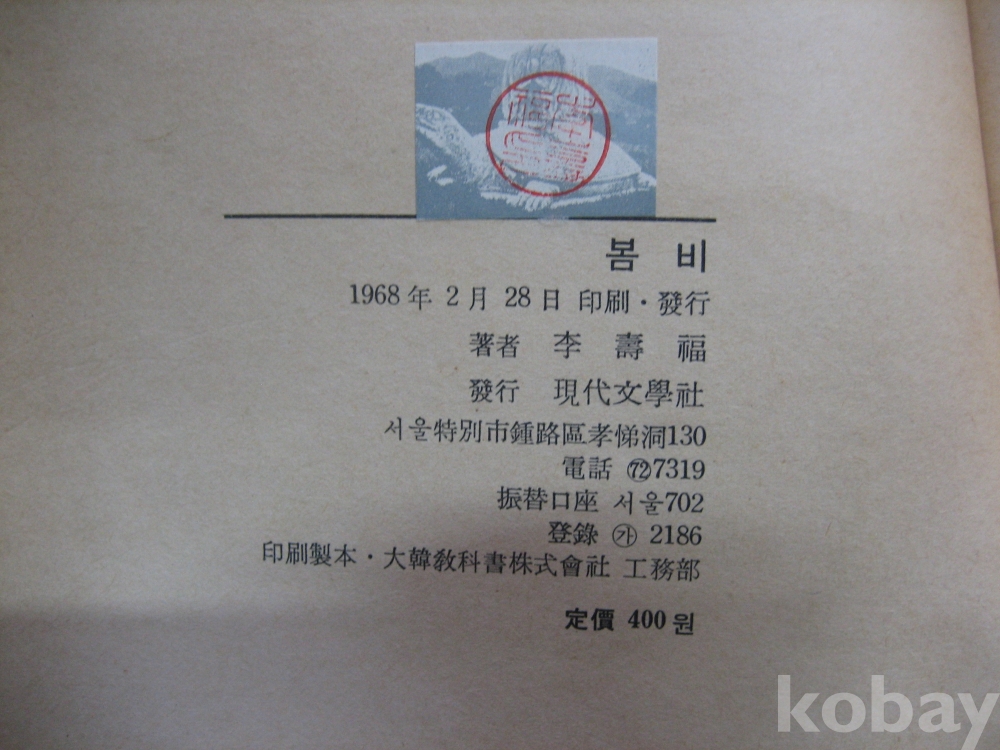 봄 비
1968年 2月 28日 印刷・發行
著者 李 壽 福
發行 現代文學社
서울特別市鍾路區孝悌洞130
電話 ㉒7319
振替口座 서울702
登錄 ㉮ 2186
印刷製本・大韓敎科書株式會社 工務部
定價 400원
kobay